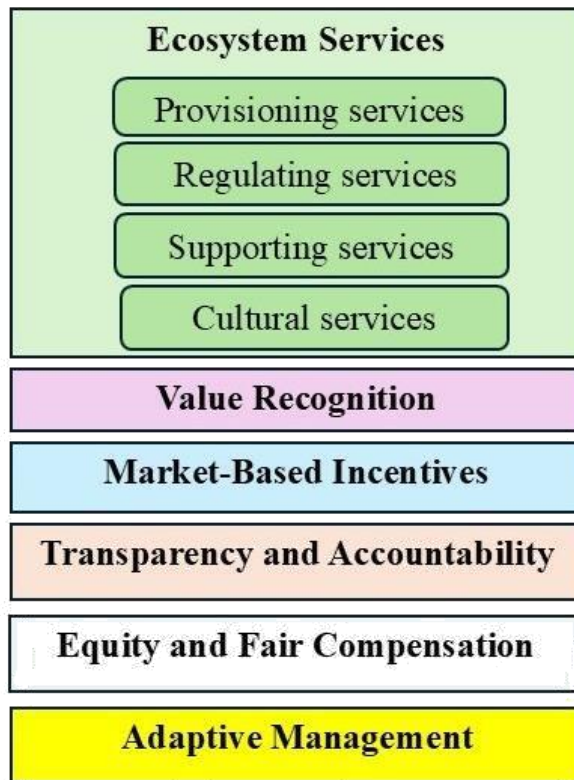 Ecosystem Services
Provisioning services
Regulating services
Supporting services
Cultural services
Value Recognition
Market-Based Incentives
Transparency and Accountability
Equity and Fair Compensation
Adaptive Management